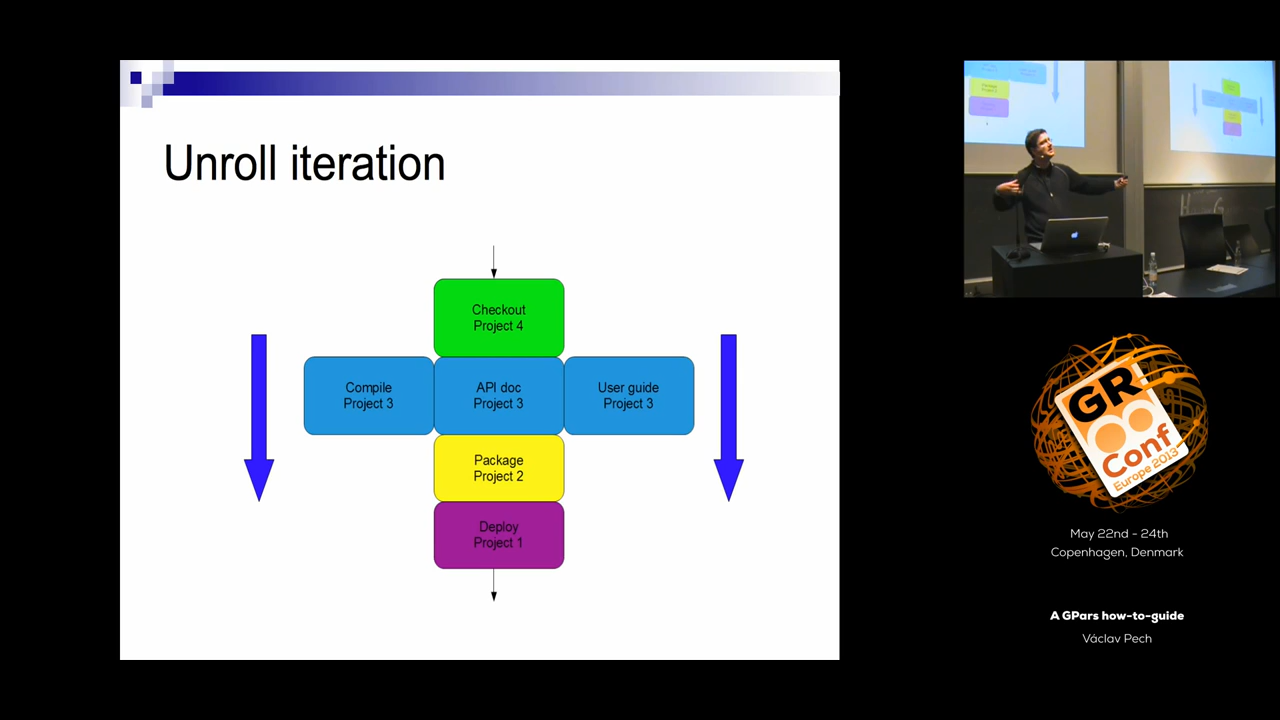 Unroll iteration
Checkout
Project 4
Compile
Project 3
API doc
Project 3
User guide
Project 3
Package
Project 2
Deploy
Project 1
GR
Conf
Europe 2013
May 22nd - 24th
Copenhagen, Denmark
A GPars how-to-guide
Václav Pech